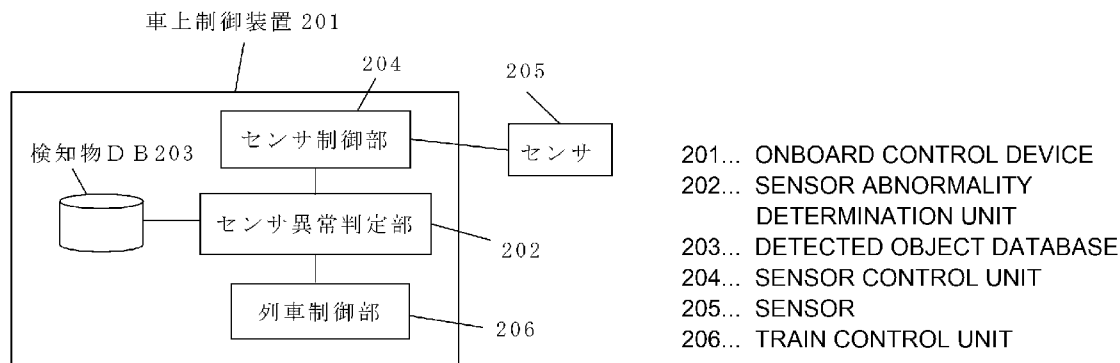 車上制御装置 201
204
205
センサ制御部
センサ
検知物DB203
センサ異常判定部
202
列車制御部
206
201... ONBOARD CONTROL DEVICE
202... SENSOR ABNORMALITY
DETERMINATION UNIT
203... DETECTED OBJECT DATABASE
204... SENSOR CONTROL UNIT
205... SENSOR
206... TRAIN CONTROL UNIT